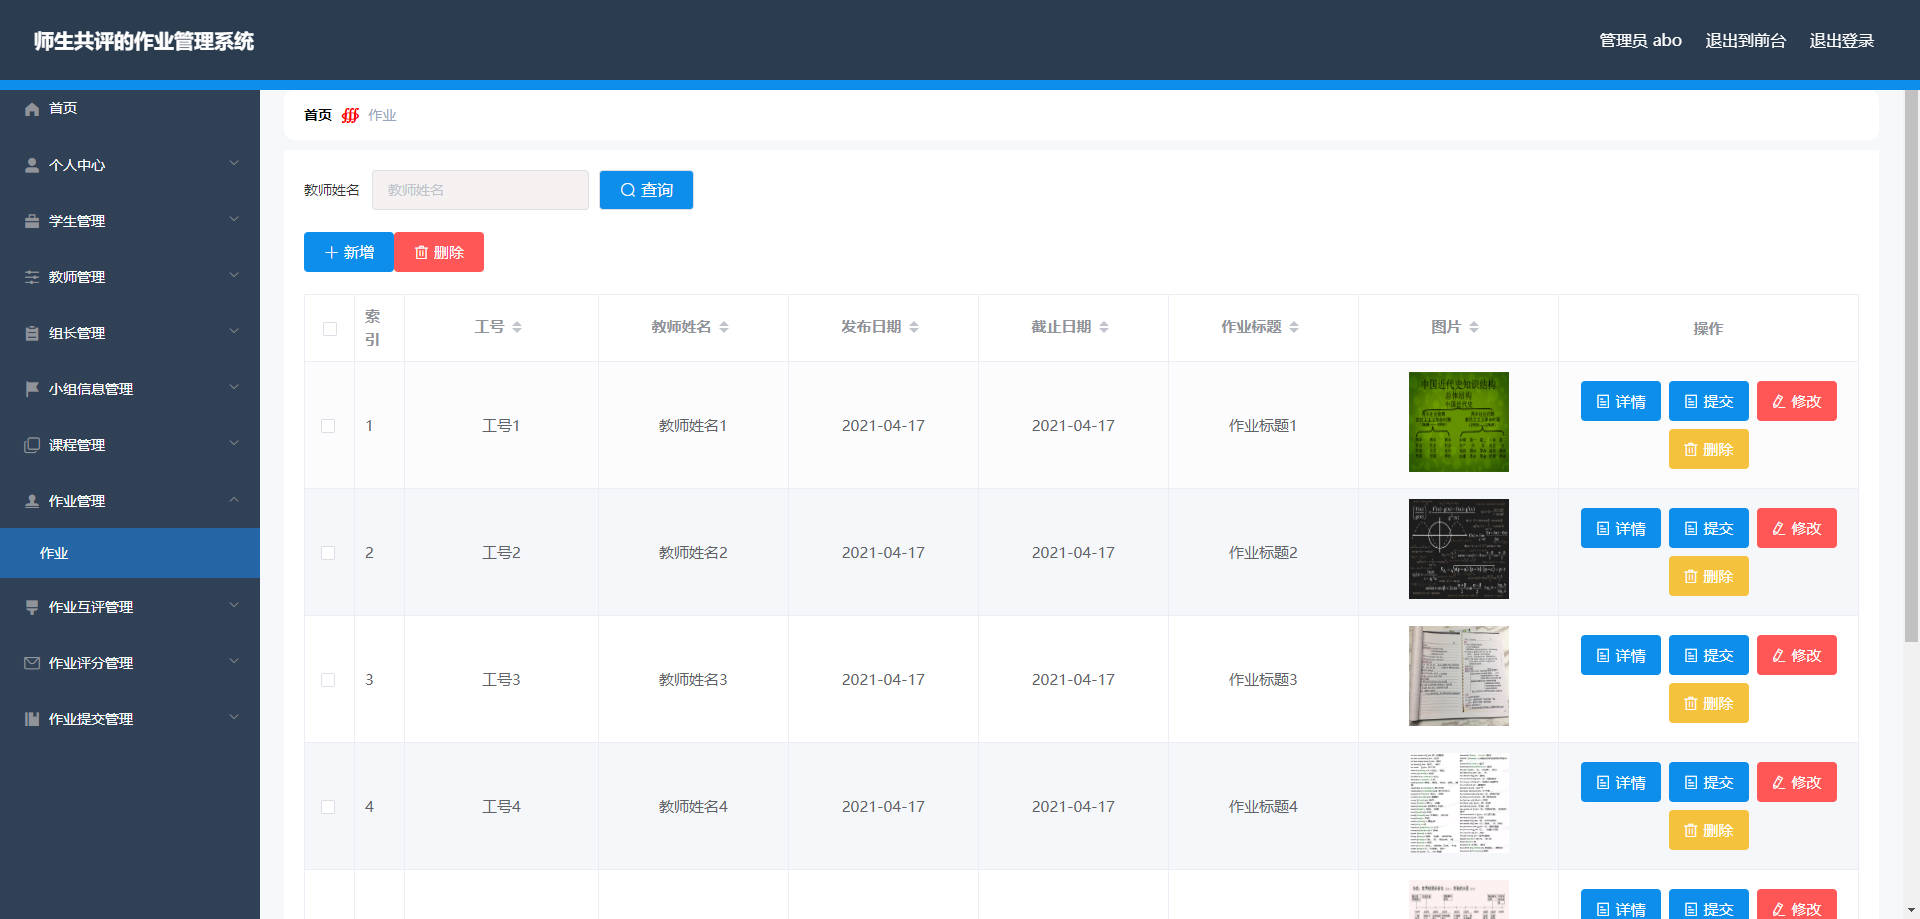 师生共评的作业管理系统
管理员 abo 退出到前台 退出登录
首页
个人中心
学生管理
教师管理
组长管理
小组信息管理
课程管理
作业管理
作业
作业互评管理
作业评分管理
作业提交管理
首页 作业
教师姓名 教师姓名 查询
新增 删除
索引 工号 教师姓名 发布日期 截止日期 作业标题 图片 操作
1 工号1 教师姓名1 2021-04-17 2021-04-17 作业标题1 详情 提交 修改
删除
中国近代史知识结构
总体结构
中国近代史
2 工号2 教师姓名2 2021-04-17 2021-04-17 作业标题2 详情 提交 修改
删除
3 工号3 教师姓名3 2021-04-17 2021-04-17 作业标题3 详情 提交 修改
删除
4 工号4 教师姓名4 2021-04-17 2021-04-17 作业标题4 详情 提交 修改
删除
详情 提交 修改